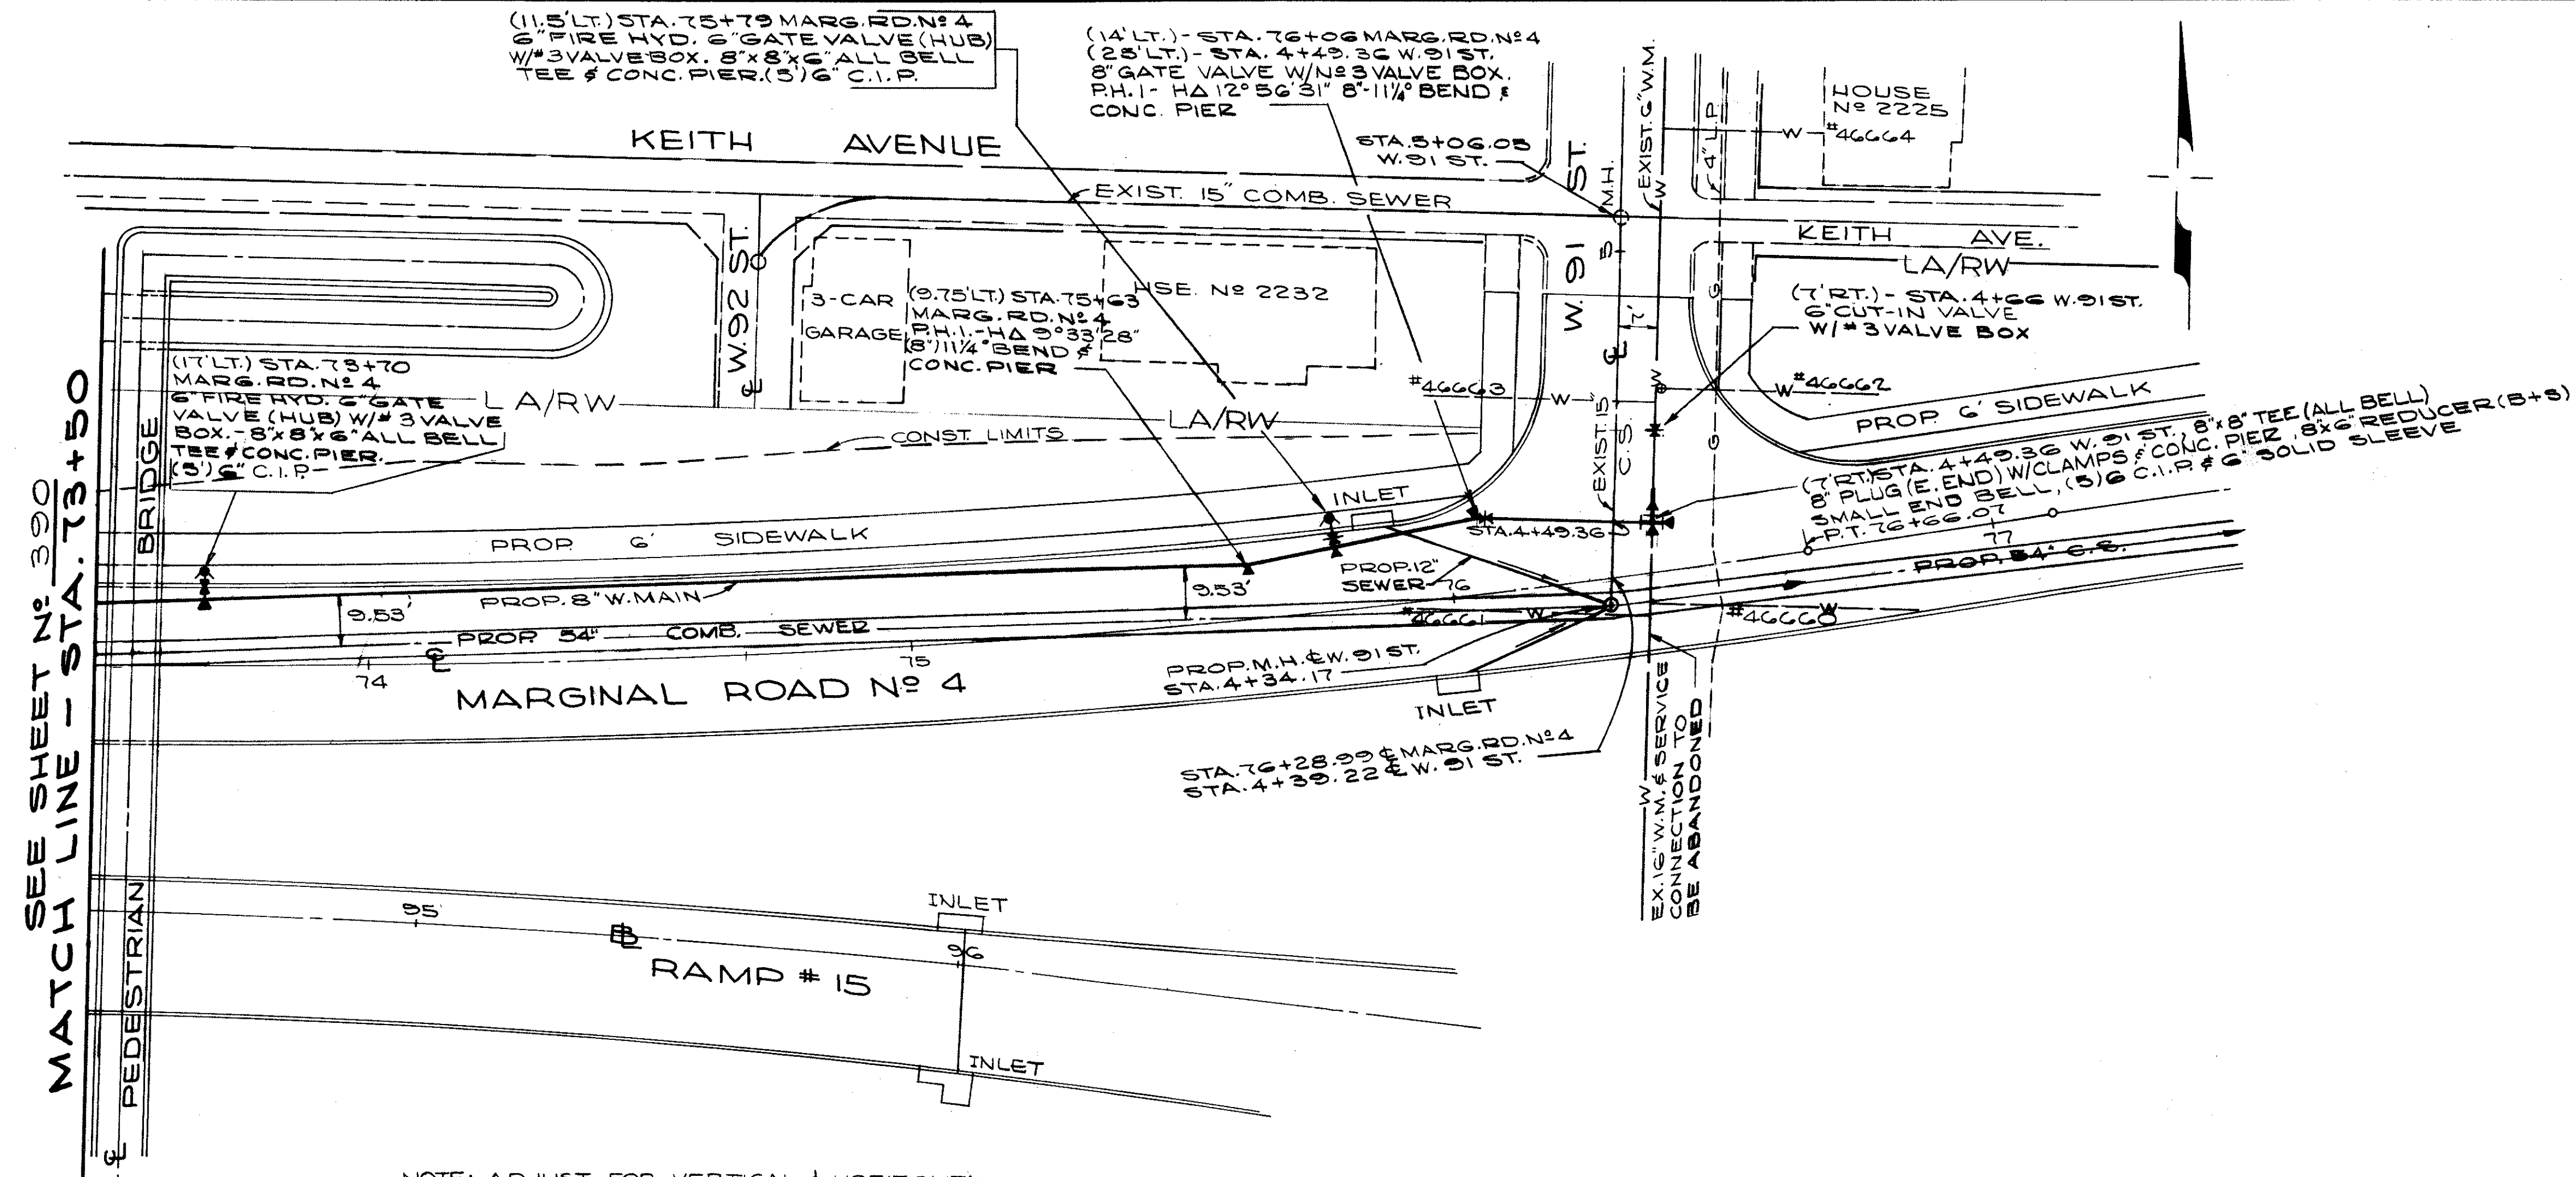 (11.5'LT.) STA. 75+79 MARG. RD. Nº 4
6" FIRE HYD. 6" GATE VALVE (HUB)
W/#3 VALVE BOX. 8"x8"x6" ALL BELL
TEE & CONC. PIER. (5') 6" C.I.P.
(14'LT.) - STA. 76+06 MARG. RD. Nº 4
(28'LT.) - STA. 4+49.36 W. 91 ST.
8" GATE VALVE W/Nº 3 VALVE BOX.
P.H.I - HΔ 12°56'31" 8"-11¼° BEND &
CONC. PIER
KEITH AVENUE
STA. 5+06.05
W. 91 ST.
W. 91 ST.
M.H.
EXIST. 6" W.M.
W
4" L.P.
HOUSE
Nº 2225
W #46664
EXIST. 15" COMB. SEWER
KEITH AVE.
LA/RW
℄ W. 92 ST.
3-CAR
GARAGE
(9.75'LT.) STA. 75+63
MARG. RD. Nº 4
P.H.I. - HΔ 9°33'28"
(8") 11¼° BEND &
CONC. PIER
HSE. Nº 2232
5
7'
℄
G
(7'RT.) - STA. 4+66 W. 91 ST.
6" CUT-IN VALVE
W/#3 VALVE BOX
(17'LT.) STA. 73+70
MARG. RD. Nº 4
6" FIRE HYD. 6" GATE
VALVE (HUB) W/#3 VALVE
BOX. - 8"x8"x6" ALL BELL
TEE & CONC. PIER.
(5') 6" C.I.P.
LA/RW
LA/RW
CONST. LIMITS
#46663
W
W
W #46662
EXIST. 15"
C.S.
G
PROP. 6' SIDEWALK
(7'RT.) STA. 4+49.36 W. 91 ST., 8"x8" TEE (ALL BELL)
8" PLUG (E. END) W/CLAMPS & CONC. PIER, 8"x6" REDUCER (B+S)
SMALL END BELL, (5') 6" C.I.P. & 6" SOLID SLEEVE
P.T. 76+66.07
77
PROP. 54" C.S.
SEE SHEET Nº 390
MATCH LINE - STA. 73+50
BRIDGE
PEDESTRIAN
℄
PROP. 6' SIDEWALK
INLET
STA. 4+49.36
PROP. 12"
SEWER
76
PROP. 8" W. MAIN
9.53'
9.53'
PROP. 54" COMB. SEWER
℄
74
75
#46661 W
#46660
W
MARGINAL ROAD Nº 4
PROP. M.H. ℄ W. 91 ST.
STA. 4+34.17
INLET
STA. 76+28.99 ℄ MARG. RD. Nº 4
STA. 4+39.22 ℄ W. 91 ST.
W
EX. 16" W.M. & SERVICE
CONNECTION TO
BE ABANDONED
95
BL
INLET
96
RAMP # 15
INLET
NOTE: ADJUST FOR VERTICAL & HORIZONTAL